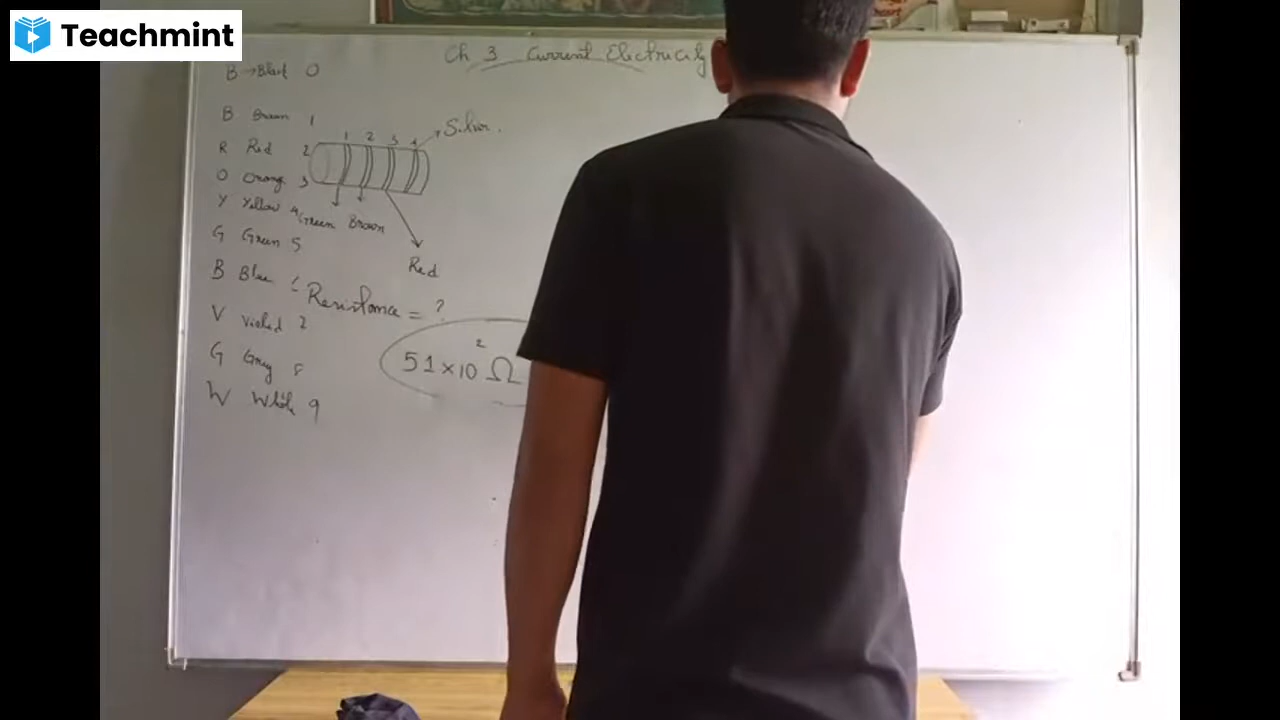 Teachmint
Ch 3 Current Electricity
B → Black 0
B Brown 1
R Red 2
O Orange 3
Y Yellow 4
G Green 5
B Blue 6
V Violed 7
G Grey 8
W White 9
1 2 3 4 → Silver.
Green Brown
Red
Resistance = ?
51 × 10² Ω